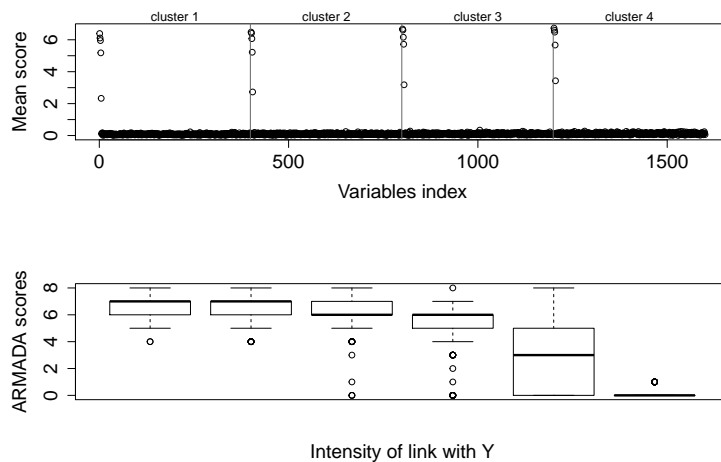 cluster 1 cluster 2 cluster 3 cluster 4
Mean score
6
4
2
0
0 500 1000 1500
Variables index
ARMADA scores
8
6
4
2
0
Intensity of link with Y